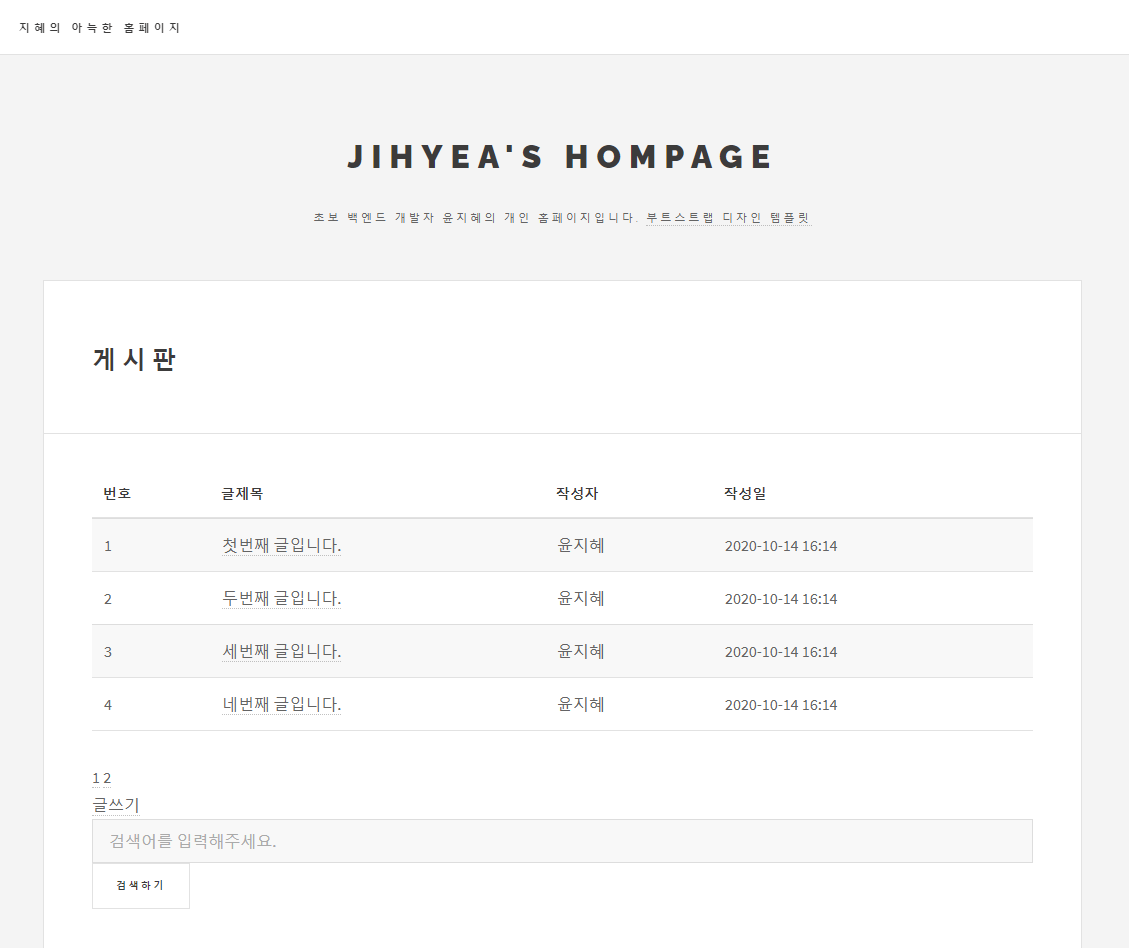 지혜의 아늑한 홈페이지
JIHYEA'S HOMPAGE
초보 백엔드 개발자 윤지혜의 개인 홈페이지입니다. 부트스트랩 디자인 템플릿
게시판
번호 글제목 작성자 작성일
1 첫번째 글입니다. 윤지혜 2020-10-14 16:14
2 두번째 글입니다. 윤지혜 2020-10-14 16:14
3 세번째 글입니다. 윤지혜 2020-10-14 16:14
4 네번째 글입니다. 윤지혜 2020-10-14 16:14
1 2
글쓰기
검색어를 입력해주세요.
검색하기